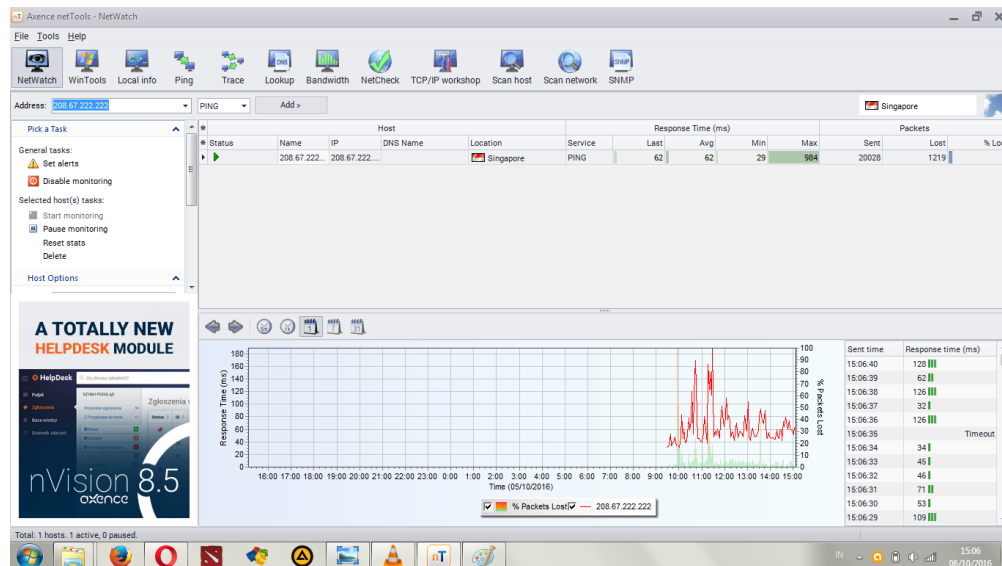 Axence netTools - NetWatch
File Tools Help
NetWatch WinTools Local info Ping Trace Lookup Bandwidth NetCheck TCP/IP workshop Scan host Scan network SNMP
Address: 208.67.222.222 PING Add > Singapore
Pick a Task
General tasks:
Set alerts
Disable monitoring
Selected host(s) tasks:
Start monitoring
Pause monitoring
Reset stats
Delete
Host Options
Host Response Time (ms) Packets
Status Name IP DNS Name Location Service Last Avg Min Max Sent Lost % Lo
208.67.222... 208.67.222.... Singapore PING 62 62 29 984 20028 1219
A TOTALLY NEW
HELPDESK MODULE
HelpDesk
Pulpit
Zgłoszenia
Baza wiedzy
SZYBKI PODGLĄD
Zgłoszenia
nVision 8.5
axence
Response Time (ms)
180
160
140
120
100
80
60
40
20
0
100
90
80
70
60
50
40
30
20
10
0
% Packets Lost
16:00 17:00 18:00 19:00 20:00 21:00 22:00 23:00 0:00 1:00 2:00 3:00 4:00 5:00 6:00 7:00 8:00 9:00 10:00 11:00 12:00 13:00 14:00 15:00
Time (05/10/2016)
% Packets Lost 208.67.222.222
Sent time Response time (ms)
15:06:40 128
15:06:39 62
15:06:38 126
15:06:37 32
15:06:36 126
15:06:35 Timeout
15:06:34 34
15:06:33 45
15:06:32 46
15:06:31 71
15:06:30 53
15:06:29 109
Total: 1 hosts. 1 active, 0 paused.
nT
IN
15:06
06/10/2016